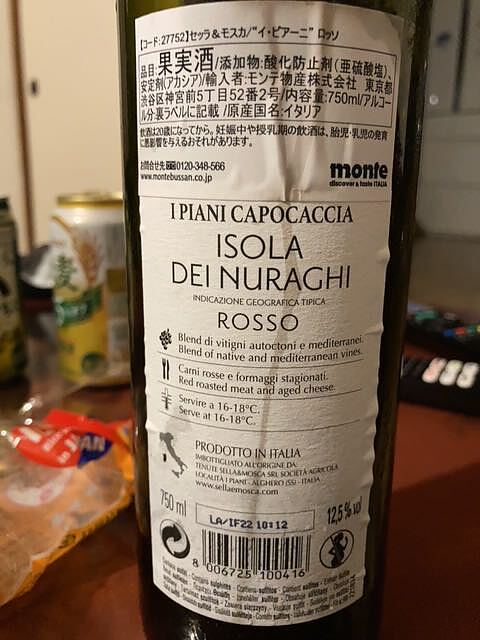 【コード:27752】セッラ&モスカ/"イ・ピアーニ" ロッソ
品目:果実酒/添加物:酸化防止剤(亜硫酸塩)、
安定剤(アカシア)/輸入者:モンテ物産株式会社 東京都
渋谷区神宮前5丁目52番2号/内容量:750ml/アルコー
ル分:裏ラベルに記載/原産国名:イタリア
飲酒は20歳になってから。妊娠中や授乳期の飲酒は、胎児・乳児の発育
に悪影響を与えるおそれがあります。
お問合せ先 0120-348-566
www.montebussan.co.jp
monte
discover & taste ITALIA
I PIANI CAPOCACCIA
ISOLA
DEI NURAGHI
INDICAZIONE GEOGRAFICA TIPICA
ROSSO
Blend di vitigni autoctoni e mediterranei.
Blend of native and mediterranean vines.
Carni rosse e formaggi stagionati.
Red roasted meat and aged cheese.
Servire a 16-18°C.
Serve at 16-18°C.
PRODOTTO IN ITALIA
IMBOTTIGLIATO ALL'ORIGINE DA
TENUTE SELLA&MOSCA SRL SOCIETÀ AGRICOLA
LOCALITÀ I PIANI - ALGHERO (SS) - ITALIA
www.sellaemosca.com
750 ml
LA/IF22 10:12
12,5% vol
8 006725 100416